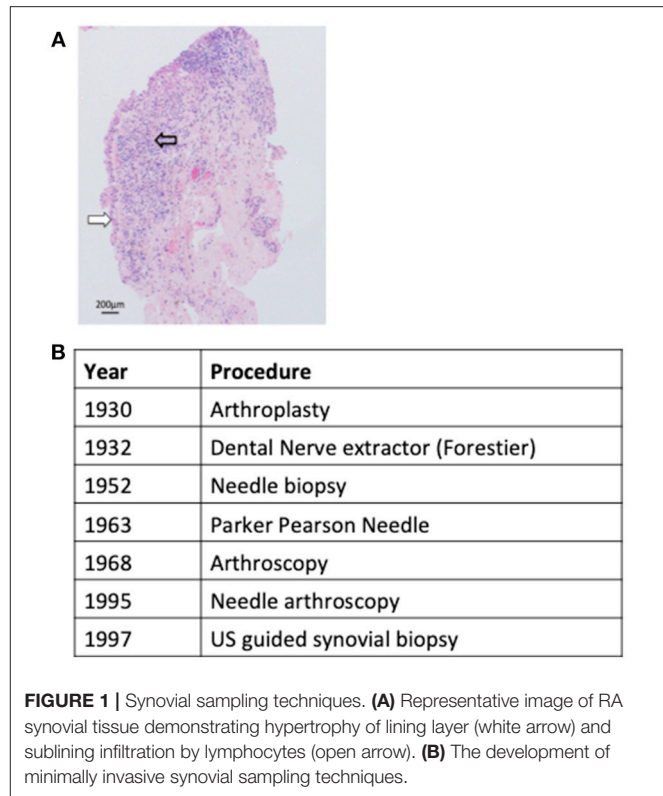 A
200µm
B
Year Procedure
1930 Arthroplasty
1932 Dental Nerve extractor (Forestier)
1952 Needle biopsy
1963 Parker Pearson Needle
1968 Arthroscopy
1995 Needle arthroscopy
1997 US guided synovial biopsy
FIGURE 1 | Synovial sampling techniques. (A) Representative image of RA
synovial tissue demonstrating hypertrophy of lining layer (white arrow) and
sublining infiltration by lymphocytes (open arrow). (B) The development of
minimally invasive synovial sampling techniques.